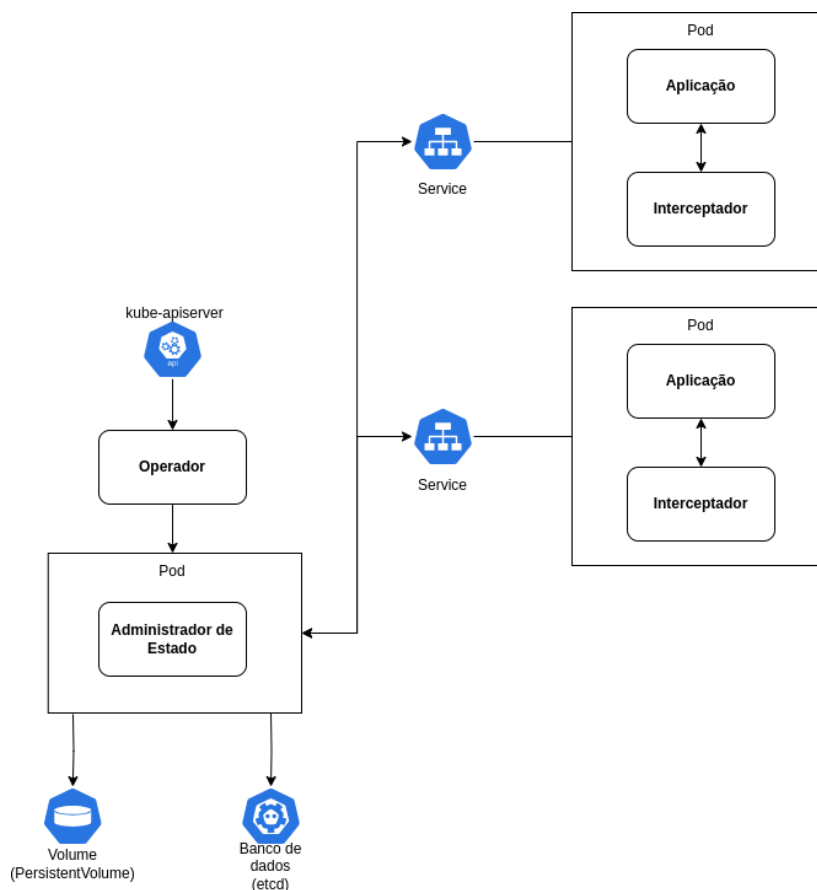 Pod
Aplicação
Interceptador
Service
kube-apiserver
api
Operador
Pod
Aplicação
Interceptador
Service
Pod
Administrador de
Estado
Volume
(PersistentVolume)
Banco de
dados
(etcd)